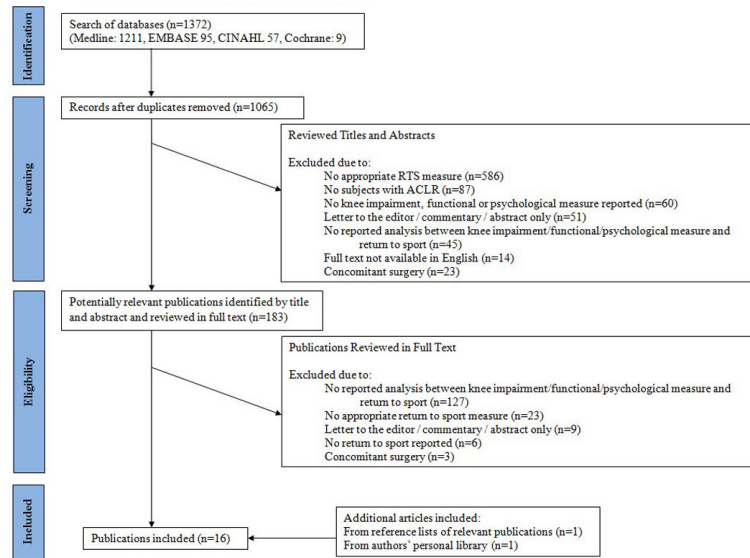 Identification
Search of databases (n=1372)
(Medline: 1211, EMBASE 95, CINAHL 57, Cochrane: 9)
Screening
Records after duplicates removed (n=1065)
Reviewed Titles and Abstracts
Excluded due to:
No appropriate RTS measure (n=586)
No subjects with ACLR (n=87)
No knee impairment, functional or psychological measure reported (n=60)
Letter to the editor / commentary / abstract only (n=51)
No reported analysis between knee impairment/functional/psychological measure and
return to sport (n=45)
Full text not available in English (n=14)
Concomitant surgery (n=23)
Eligibility
Potentially relevant publications identified by title
and abstract and reviewed in full text (n=183)
Publications Reviewed in Full Text
Excluded due to:
No reported analysis between knee impairment/functional/psychological measure and
return to sport (n=127)
No appropriate return to sport measure (n=23)
Letter to the editor / commentary / abstract only (n=9)
No return to sport reported (n=6)
Concomitant surgery (n=3)
Included
Publications included (n=16)
Additional articles included:
From reference lists of relevant publications (n=1)
From authors' personal library (n=1)